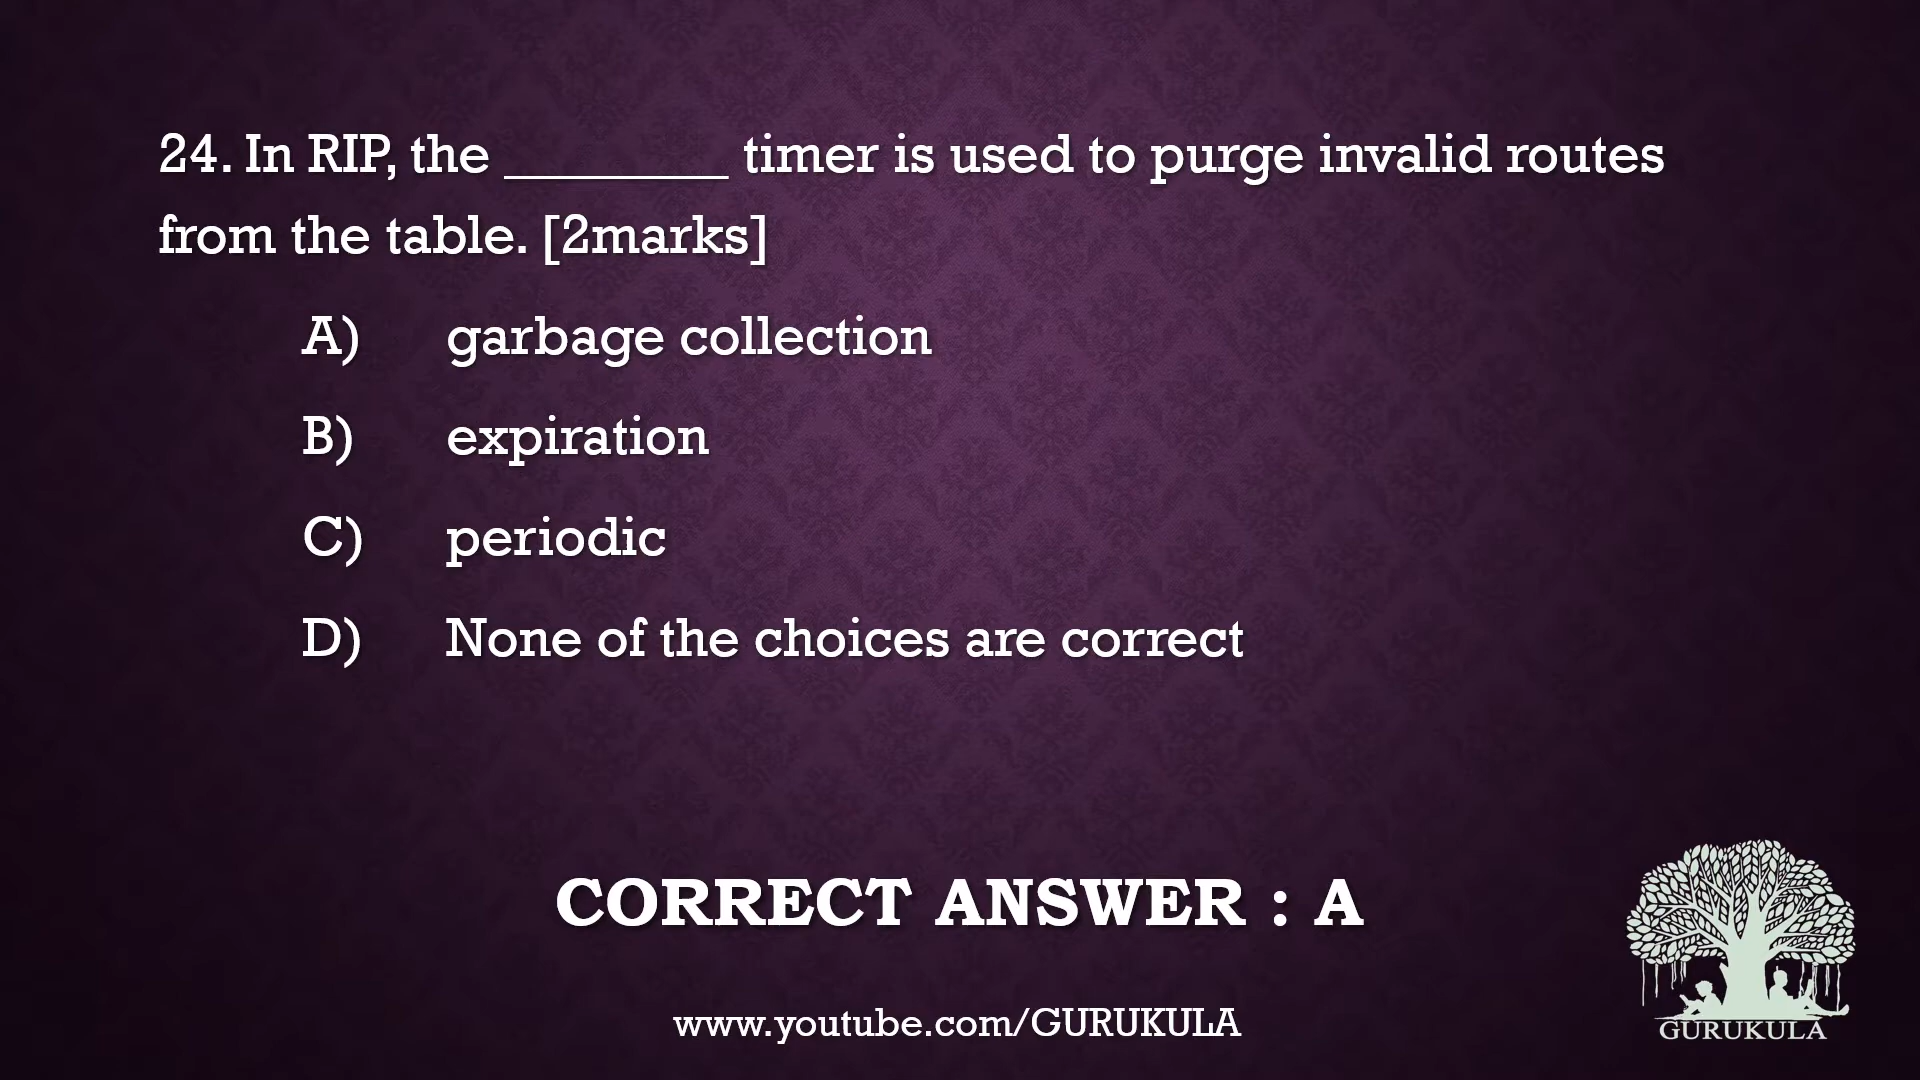 24. In RIP, the ________ timer is used to purge invalid routes
from the table. [2marks]
A) garbage collection
B) expiration
C) periodic
D) None of the choices are correct
CORRECT ANSWER : A
www.youtube.com/GURUKULA
GURUKULA